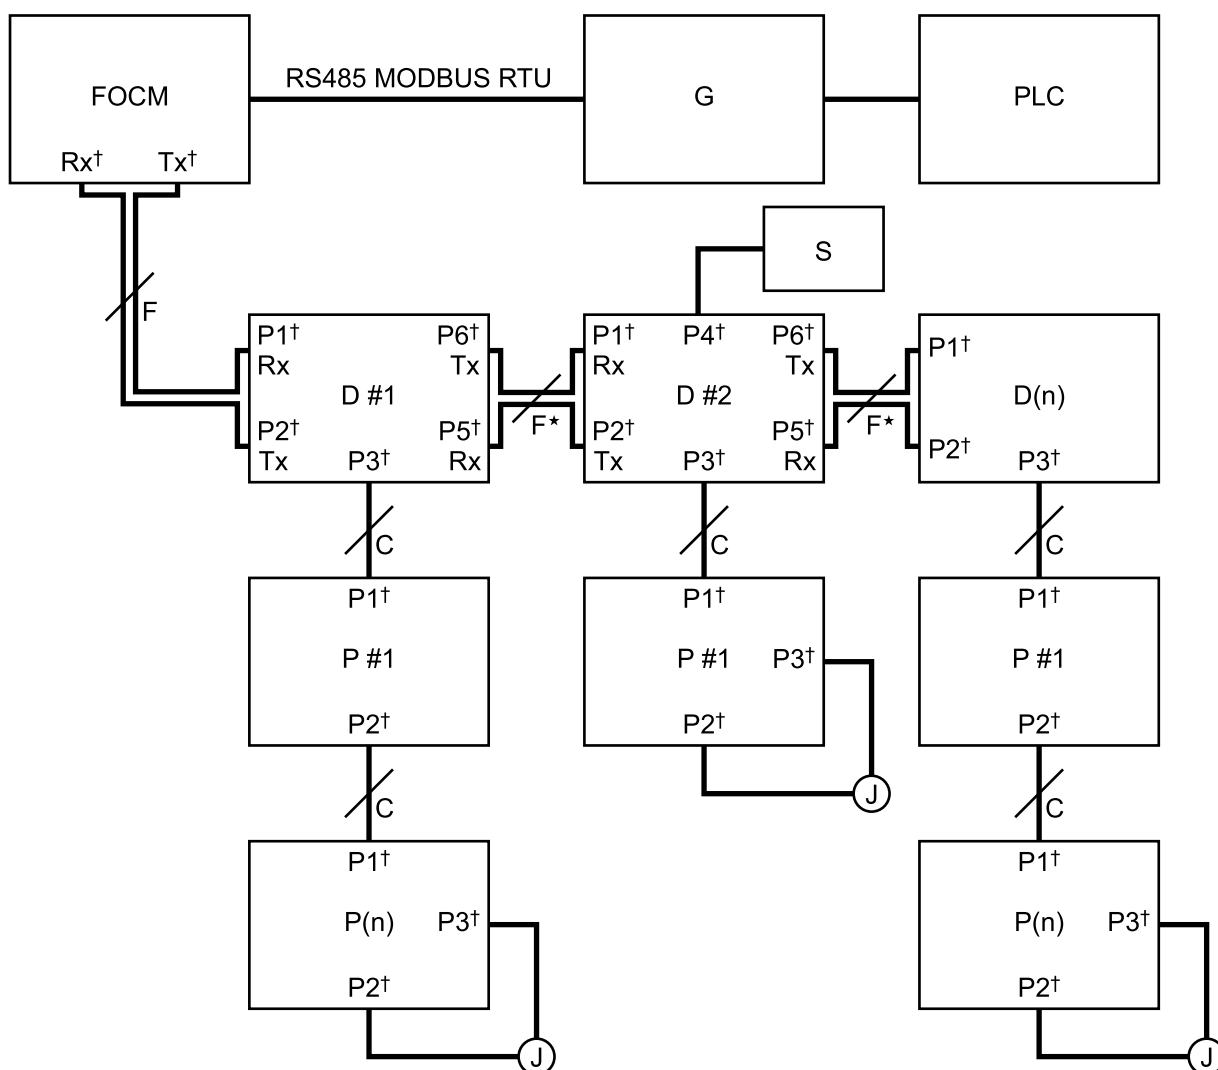 FOCM
RS485 MODBUS RTU
G
PLC
Rx† Tx†
S
F
P1† P6† P1† P4† P6† P1†
Rx Tx Rx Tx
D #1 D #2 D(n)
F★ F★
P2† P5† P2† P5† P2†
Tx P3† Rx Tx P3† Rx P3†
C C C
P1† P1† P1†
P #1 P #1 P3† P #1
P2† P2† P2†
J
C C
P1† P1†
P(n) P3† P(n) P3†
P2† P2†
J J